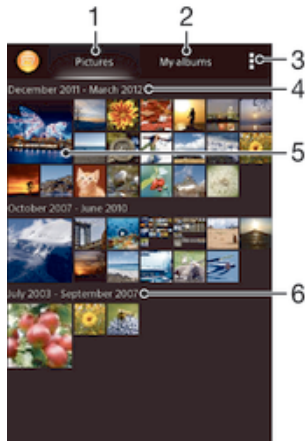 1
2
Pictures
My albums
3
December 2011 - March 2012
4
5
October 2007 - June 2010
July 2003 - September 2007
6